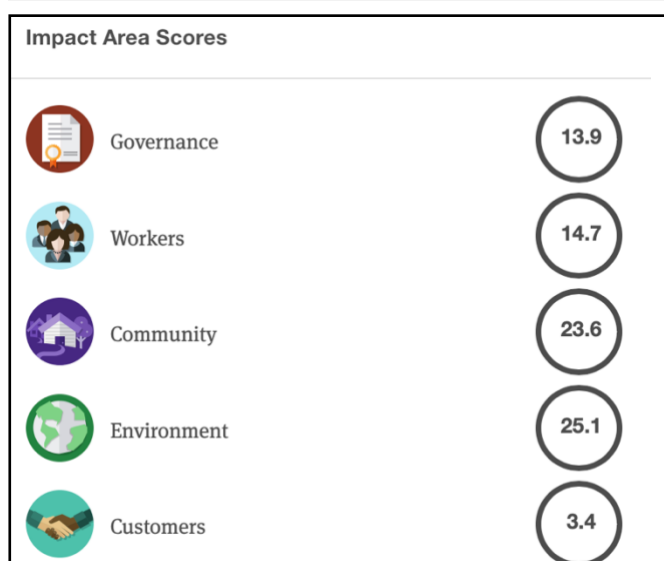 Impact Area Scores
Governance 13.9
Workers 14.7
Community 23.6
Environment 25.1
Customers 3.4